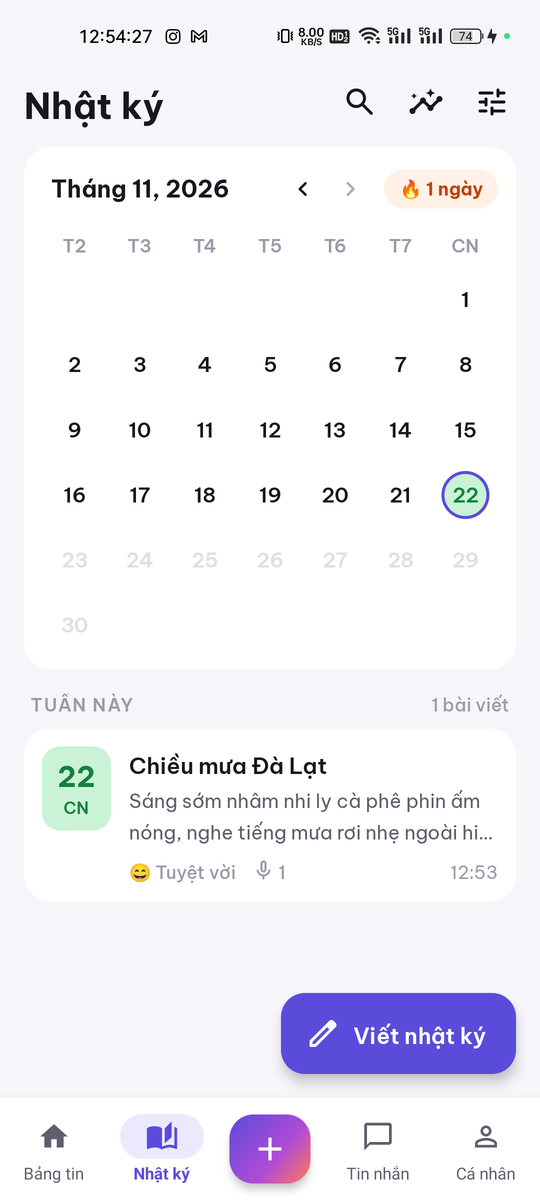 12:54:27
8.00 KB/S HD 5G 5G 74
Nhật ký
Tháng 11, 2026
🔥 1 ngày
T2 T3 T4 T5 T6 T7 CN
1
2 3 4 5 6 7 8
9 10 11 12 13 14 15
16 17 18 19 20 21 22
23 24 25 26 27 28 29
30
TUẦN NÀY
1 bài viết
22
CN
Chiều mưa Đà Lạt
Sáng sớm nhâm nhi ly cà phê phin ấm
nóng, nghe tiếng mưa rơi nhẹ ngoài hi...
😄 Tuyệt vời 1 12:53
Viết nhật ký
Bảng tin Nhật ký Tin nhắn Cá nhân